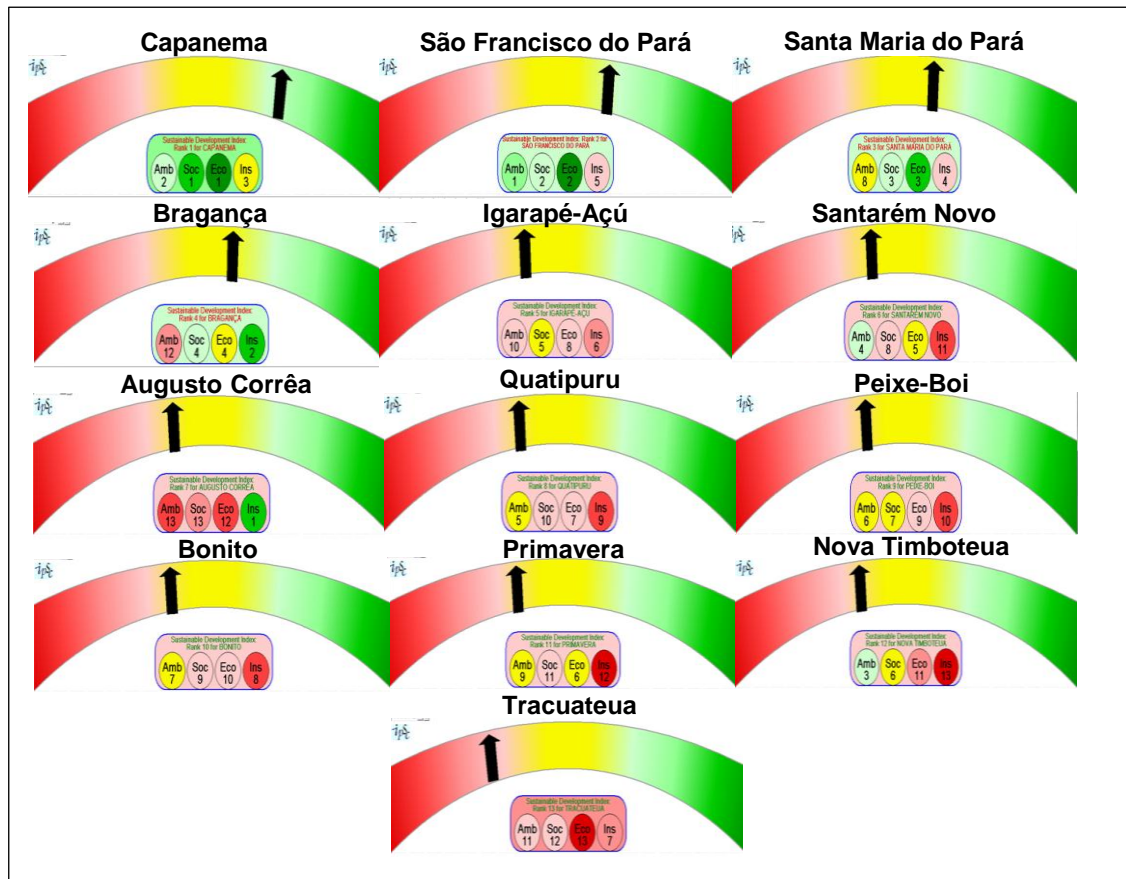 Capanema
São Francisco do Pará
Santa Maria do Pará
Sustainable Development Index:
Rank 1 for CAPANEMA
Amb Soc Eco Ins
2 1 1 3
Sustainable Development Index: Rank 2 for
SÃO FRANCISCO DO PARÁ
Amb Soc Eco Ins
1 2 2 5
Sustainable Development Index:
Rank 3 for SANTA MARIA DO PARÁ
Amb Soc Eco Ins
8 3 3 4
Bragança
Igarapé-Açú
Santarém Novo
Sustainable Development Index:
Rank 4 for BRAGANÇA
Amb Soc Eco Ins
12 4 4 2
Sustainable Development Index:
Rank 5 for IGARAPÉ-AÇU
Amb Soc Eco Ins
10 5 8 6
Sustainable Development Index:
Rank 6 for SANTARÉM NOVO
Amb Soc Eco Ins
4 8 5 11
Augusto Corrêa
Quatipuru
Peixe-Boi
Sustainable Development Index:
Rank 7 for AUGUSTO CORRÊA
Amb Soc Eco Ins
13 13 12 1
Sustainable Development Index:
Rank 8 for QUATIPURU
Amb Soc Eco Ins
5 10 7 9
Sustainable Development Index:
Rank 9 for PEIXE-BOI
Amb Soc Eco Ins
6 7 9 10
Bonito
Primavera
Nova Timboteua
Sustainable Development Index:
Rank 10 for BONITO
Amb Soc Eco Ins
7 9 10 8
Sustainable Development Index:
Rank 11 for PRIMAVERA
Amb Soc Eco Ins
9 11 6 12
Sustainable Development Index:
Rank 12 for NOVA TIMBOTEUA
Amb Soc Eco Ins
3 6 11 13
Tracuateua
Sustainable Development Index:
Rank 13 for TRACUATEUA
Amb Soc Eco Ins
11 12 13 7